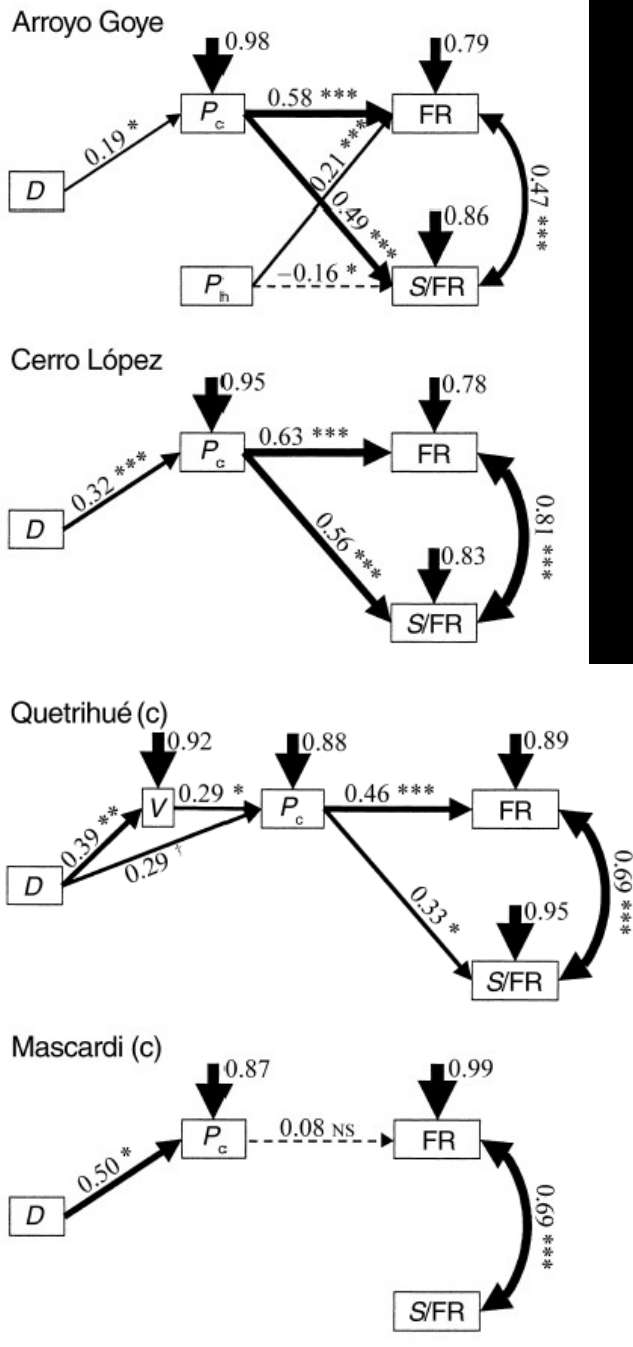 Arroyo Goye
0.98
0.79
0.58 ***
Pc
FR
0.19 *
0.21 ***
D
0.47 ***
0.49 ***
0.86
−0.16 *
Ph
S/FR
Cerro López
0.95
0.78
0.63 ***
Pc
FR
0.32 ***
D
0.56 ***
0.81 ***
0.83
S/FR
Quetrihué (c)
0.92
0.88
0.89
0.29 *
0.46 ***
V
Pc
FR
0.39 **
0.29 †
D
0.33 *
0.69 ***
0.95
S/FR
Mascardi (c)
0.87
0.99
0.08 NS
Pc
FR
0.50 *
D
0.69 ***
S/FR